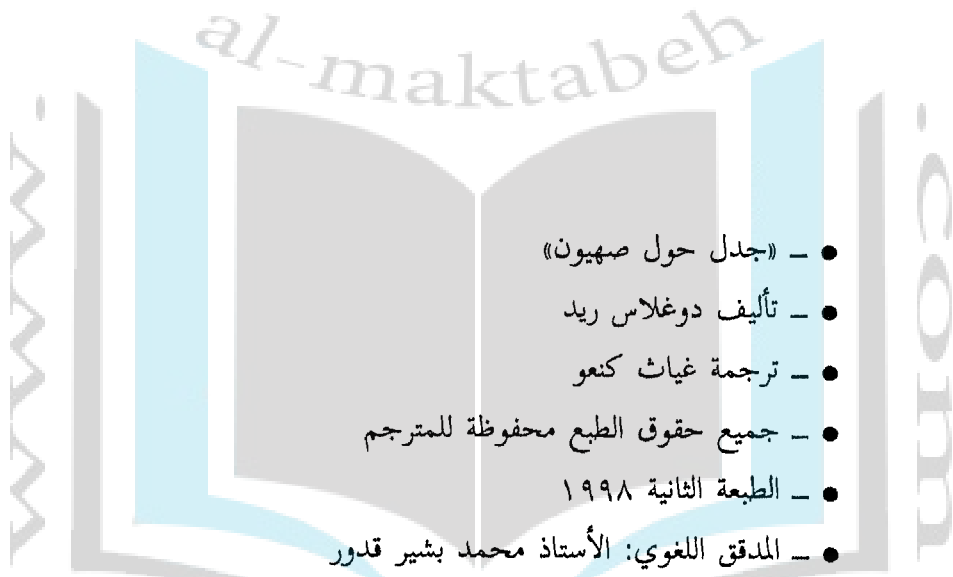 al-maktabeh
www
.com
● – «جدل حول صهيون»
● – تأليف دوغلاس ريد
● – ترجمة غياث كنعو
● – جميع حقوق الطبع محفوظة للمترجم
● – الطبعة الثانية ١٩٩٨
● – المدقق اللغوي: الأستاذ محمد بشير قدور